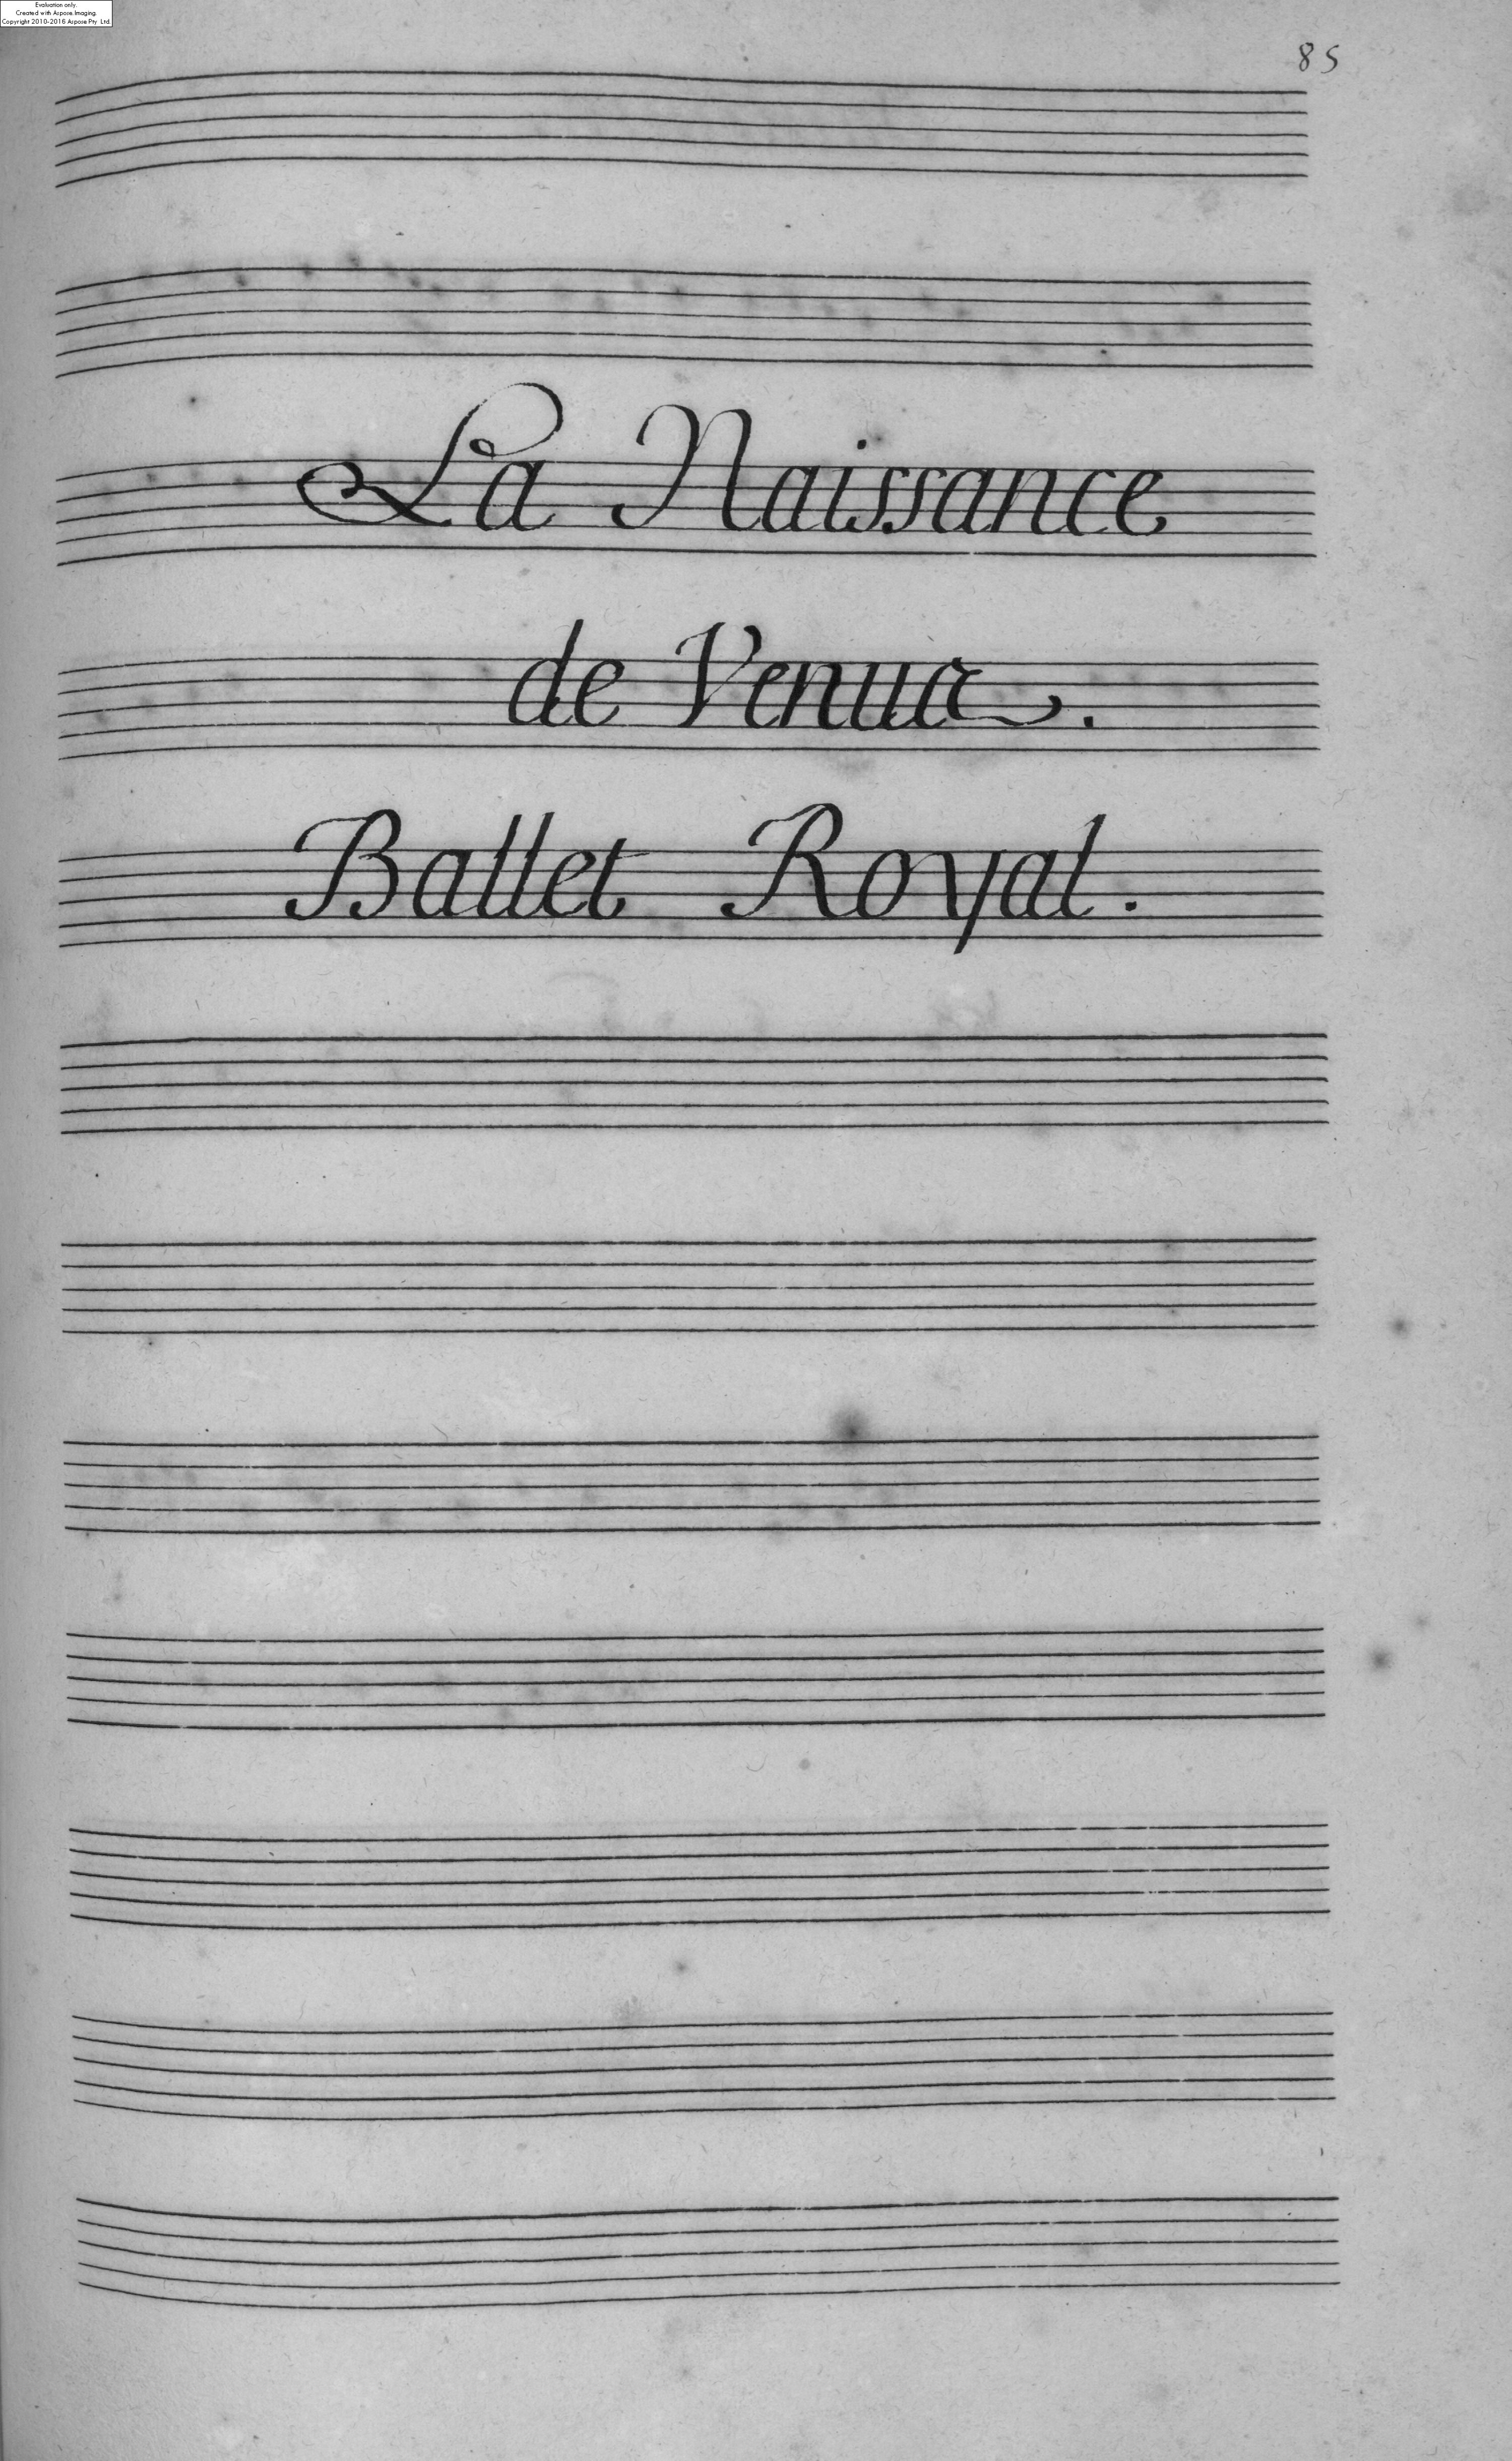 Evaluation only.
Created with Aspose.Imaging.
Copyright 2010-2016 Aspose Pty Ltd.
85
La Naissance
de Venus.
Ballet Royal.